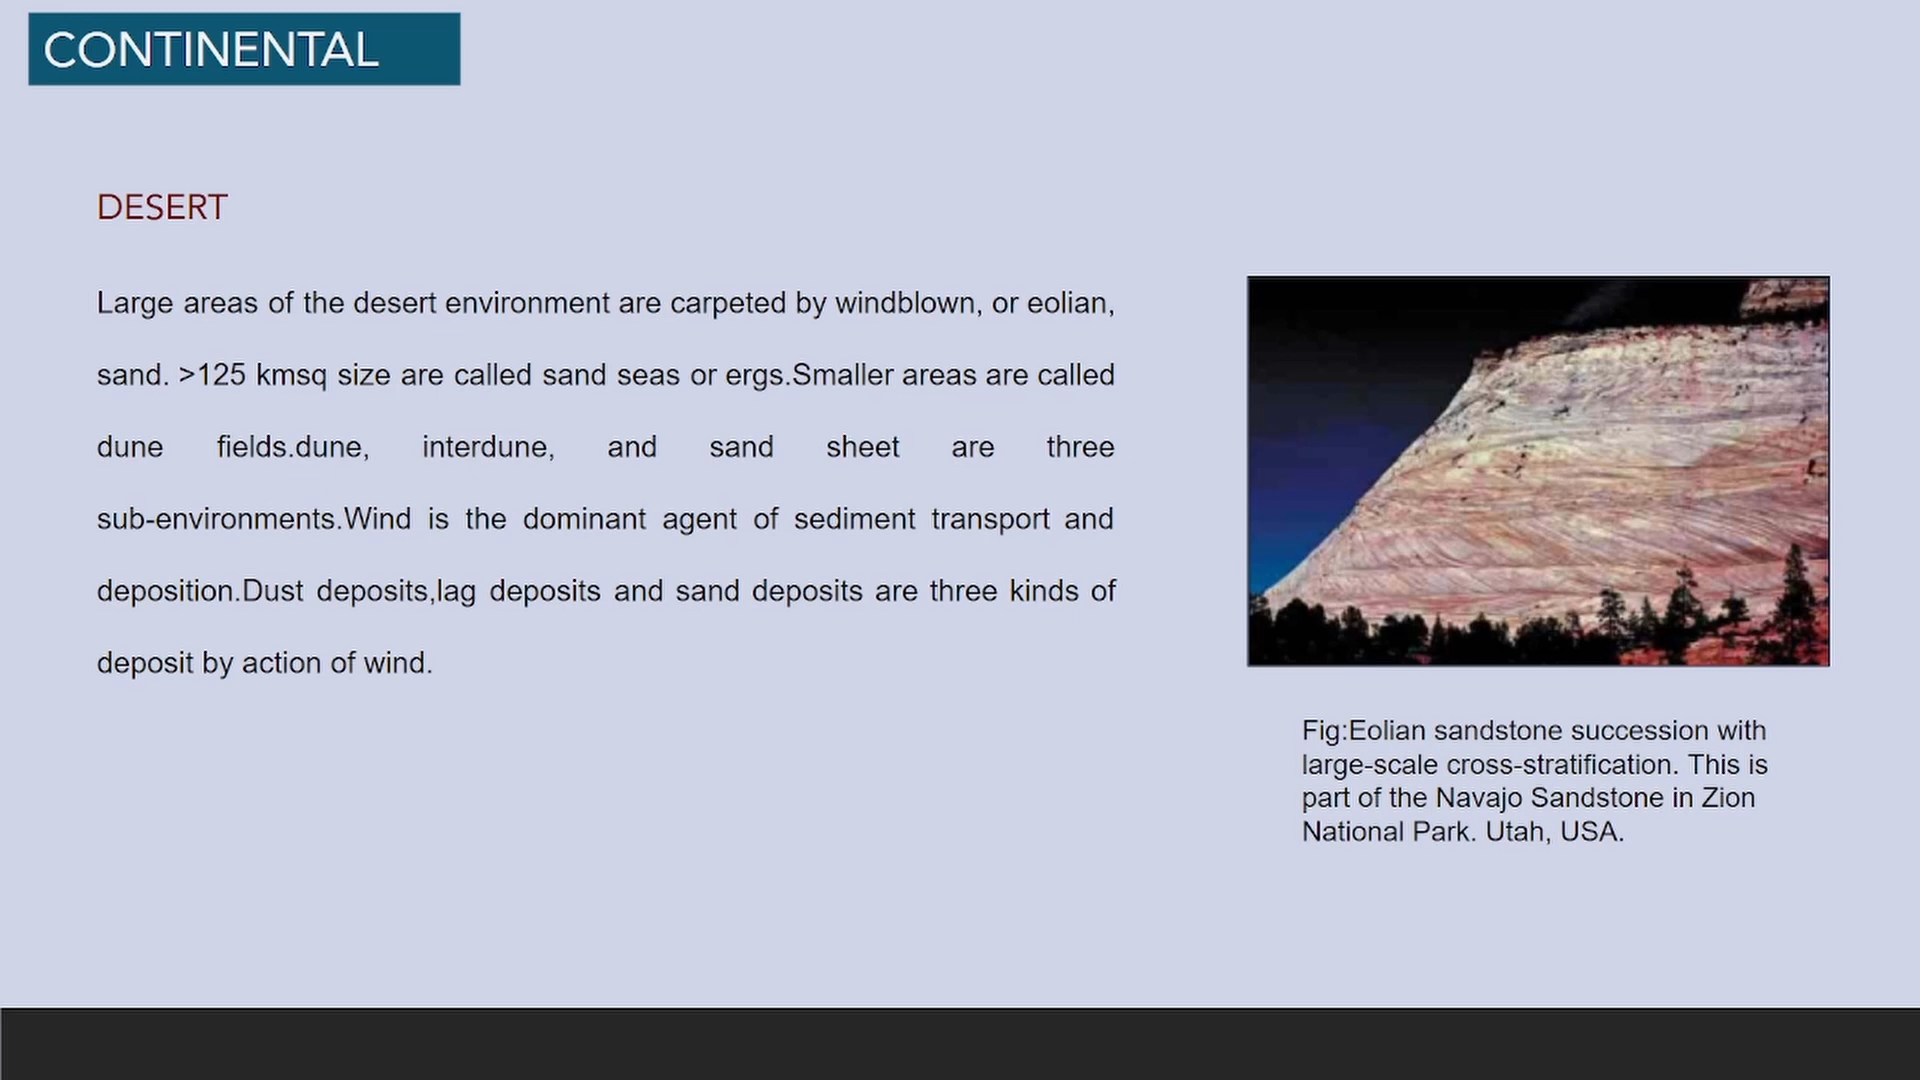 CONTINENTAL
DESERT
Large areas of the desert environment are carpeted by windblown, or eolian,
sand. >125 kmsq size are called sand seas or ergs.Smaller areas are called
dune fields.dune, interdune, and sand sheet are three
sub-environments.Wind is the dominant agent of sediment transport and
deposition.Dust deposits,lag deposits and sand deposits are three kinds of
deposit by action of wind.
Fig:Eolian sandstone succession with
large-scale cross-stratification. This is
part of the Navajo Sandstone in Zion
National Park. Utah, USA.